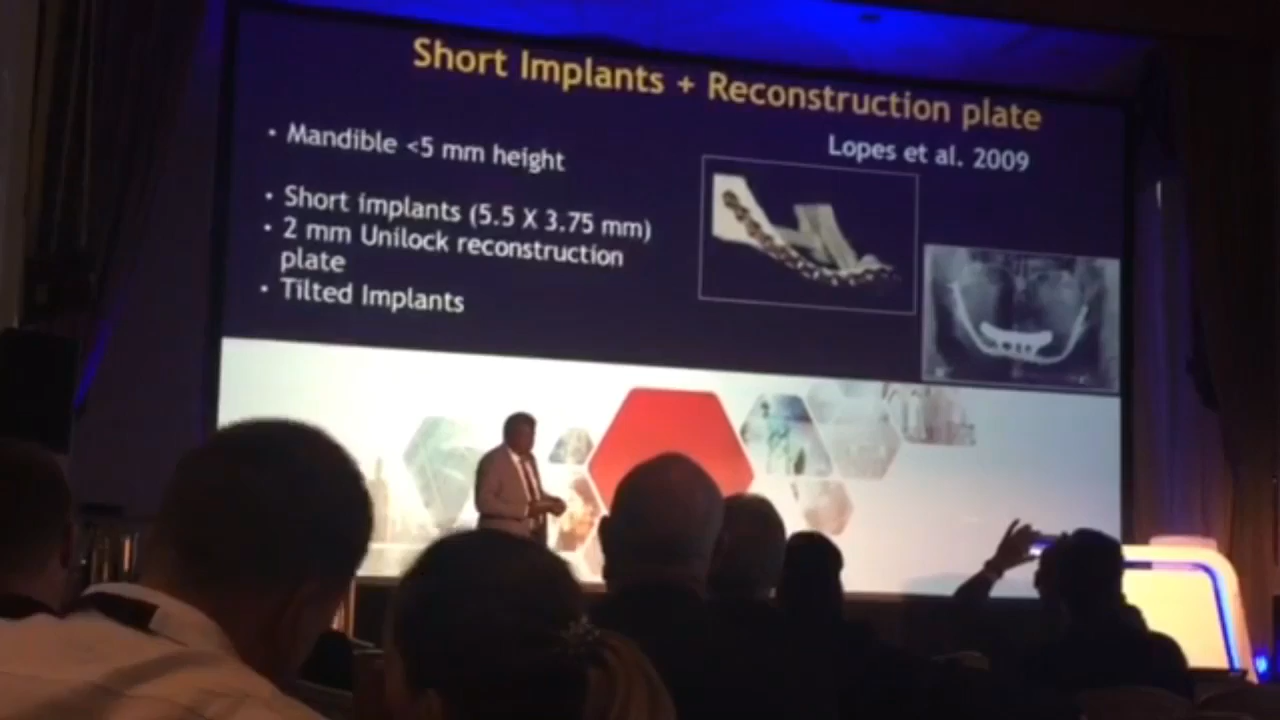 Short Implants + Reconstruction plate
Lopes et al. 2009
• Mandible <5 mm height
• Short implants (5.5 X 3.75 mm)
• 2 mm Unilock reconstruction
plate
• Tilted Implants